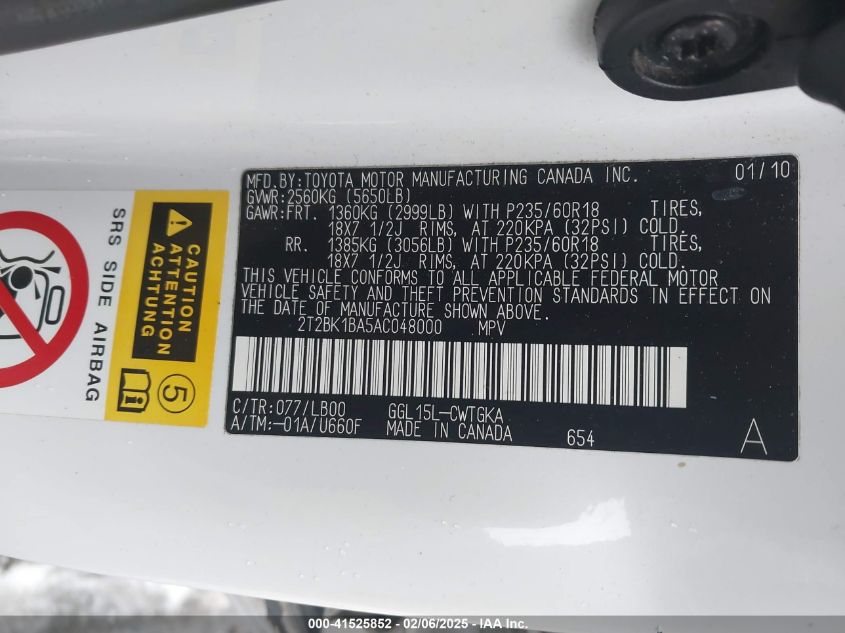 MFD.BY:TOYOTA MOTOR MANUFACTURING CANADA INC. 01/10
GVWR:2560KG (5650LB)
GAWR:FRT. 1360KG (2999LB) WITH P235/60R18 TIRES,
18X7 1/2J RIMS, AT 220KPA (32PSI) COLD.
RR. 1385KG (3056LB) WITH P235/60R18 TIRES,
18X7 1/2J RIMS, AT 220KPA (32PSI) COLD.
THIS VEHICLE CONFORMS TO ALL APPLICABLE FEDERAL MOTOR
VEHICLE SAFETY AND THEFT PREVENTION STANDARDS IN EFFECT ON
THE DATE OF MANUFACTURE SHOWN ABOVE.
2T2BK1BA5AC048000 MPV
C/TR:077/LB00 GGL15L-CWTGKA
A/TM:-01A/U660F MADE IN CANADA 654 A
SRS SIDE AIRBAG
CAUTION
ATTENTION
ACHTUNG
5
000-41525852 - 02/06/2025 - IAA Inc.